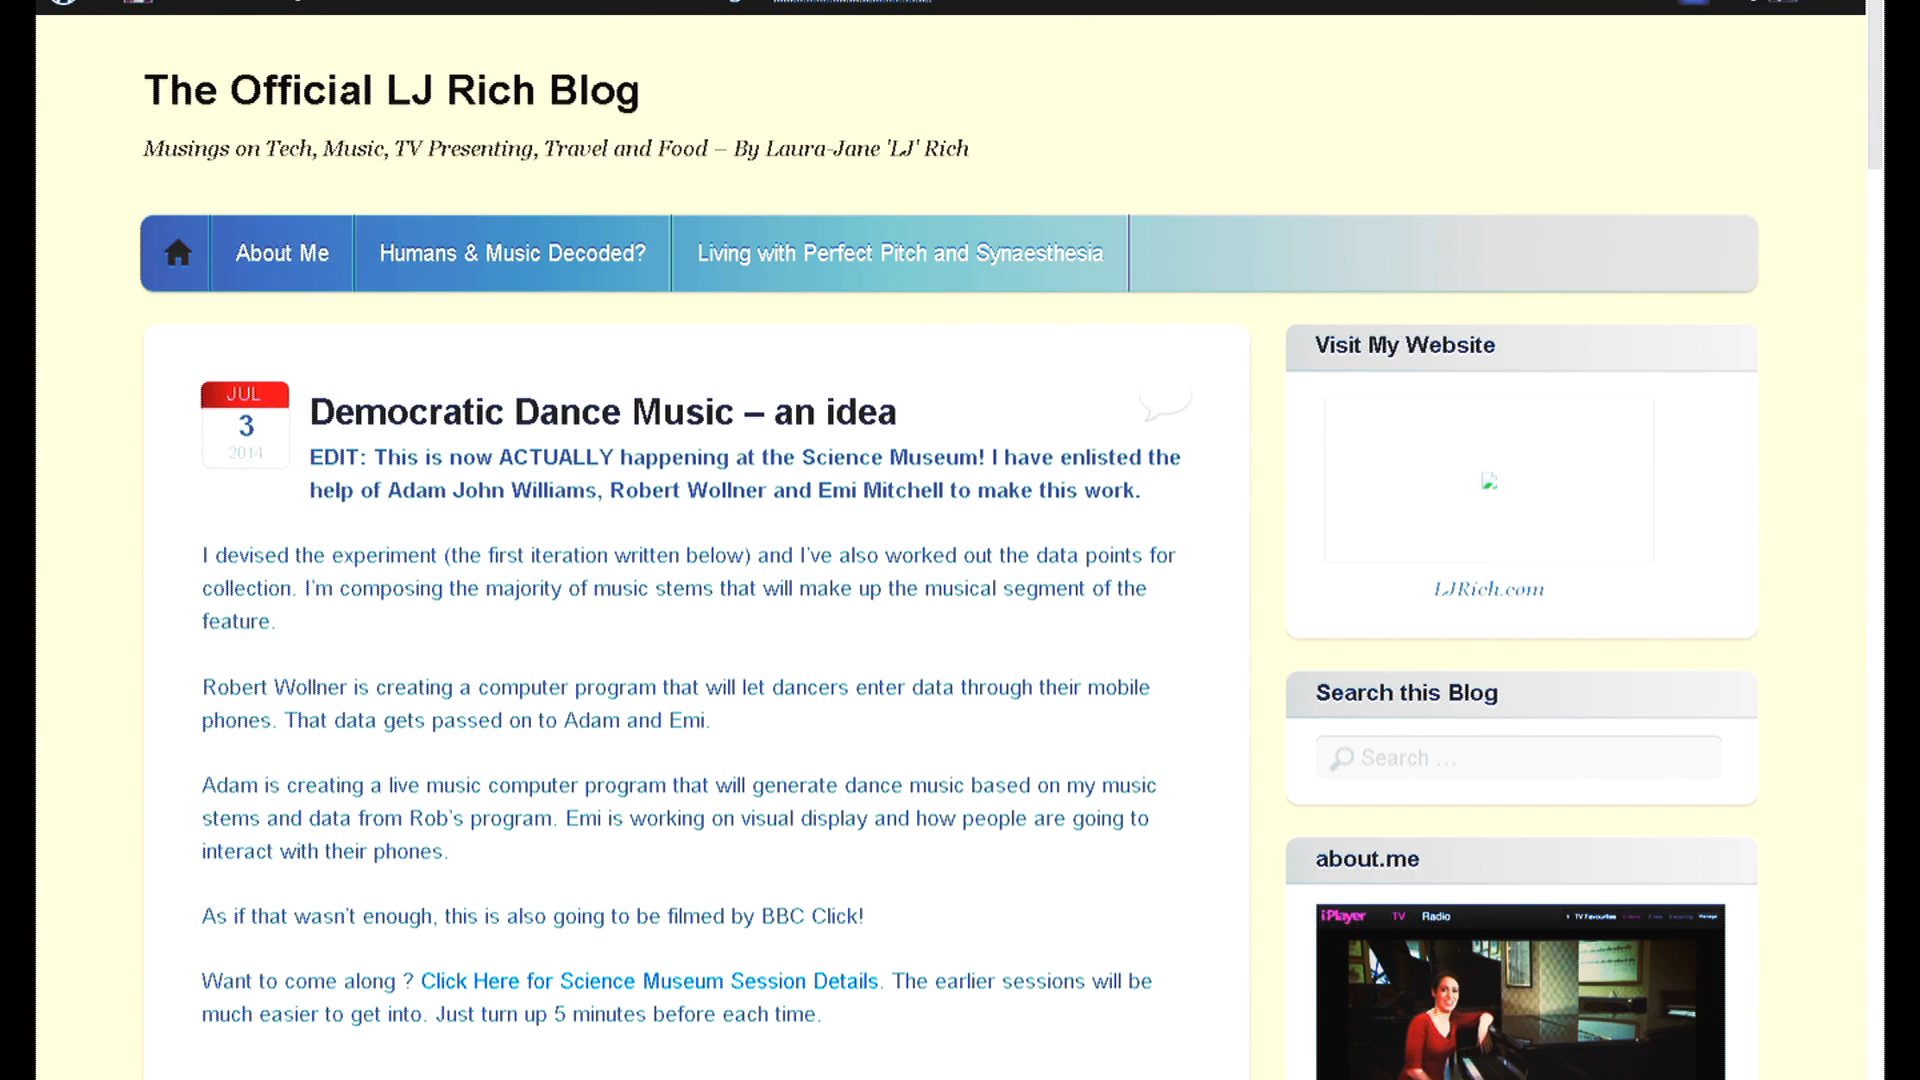 The Official LJ Rich Blog
Musings on Tech, Music, TV Presenting, Travel and Food – By Laura-Jane 'LJ' Rich
About Me
Humans & Music Decoded?
Living with Perfect Pitch and Synaesthesia
JUL
3
2014
Democratic Dance Music – an idea
EDIT: This is now ACTUALLY happening at the Science Museum! I have enlisted the
help of Adam John Williams, Robert Wollner and Emi Mitchell to make this work.
I devised the experiment (the first iteration written below) and I've also worked out the data points for
collection. I'm composing the majority of music stems that will make up the musical segment of the
feature.
Robert Wollner is creating a computer program that will let dancers enter data through their mobile
phones. That data gets passed on to Adam and Emi.
Adam is creating a live music computer program that will generate dance music based on my music
stems and data from Rob's program. Emi is working on visual display and how people are going to
interact with their phones.
As if that wasn't enough, this is also going to be filmed by BBC Click!
Want to come along ? Click Here for Science Museum Session Details. The earlier sessions will be
much easier to get into. Just turn up 5 minutes before each time.
Visit My Website
LJRich.com
Search this Blog
Search ...
about.me
iPlayer
TV
Radio
TV Favourites